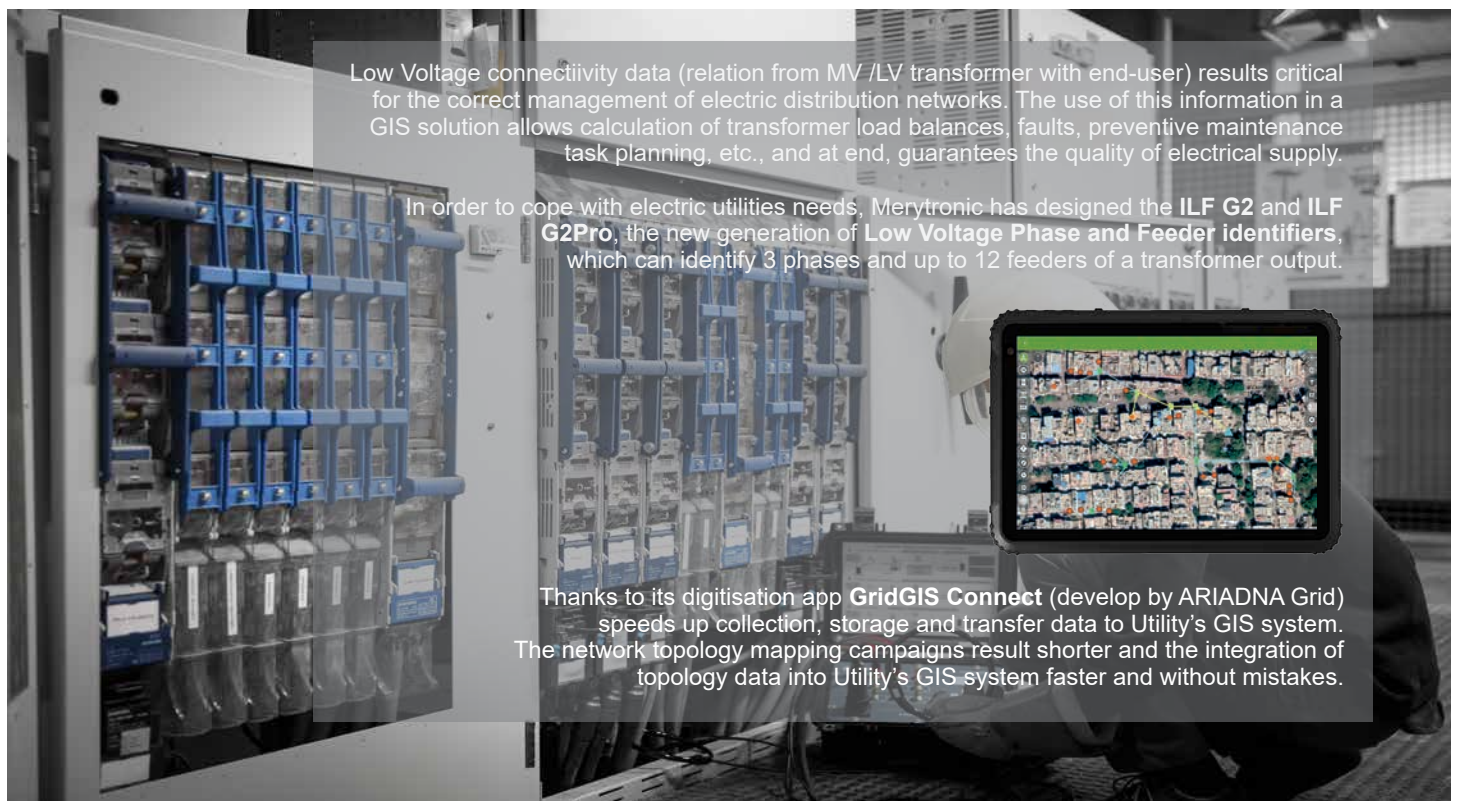 Low Voltage connectiivity data (relation from MV /LV transformer with end-user) results critical
for the correct management of electric distribution networks. The use of this information in a
GIS solution allows calculation of transformer load balances, faults, preventive maintenance
task planning, etc., and at end, guarantees the quality of electrical supply.
In order to cope with electric utilities needs, Merytronic has designed the ILF G2 and ILF
G2Pro, the new generation of Low Voltage Phase and Feeder identifiers,
which can identify 3 phases and up to 12 feeders of a transformer output.
Thanks to its digitisation app GridGIS Connect (develop by ARIADNA Grid)
speeds up collection, storage and transfer data to Utility's GIS system.
The network topology mapping campaigns result shorter and the integration of
topology data into Utility's GIS system faster and without mistakes.